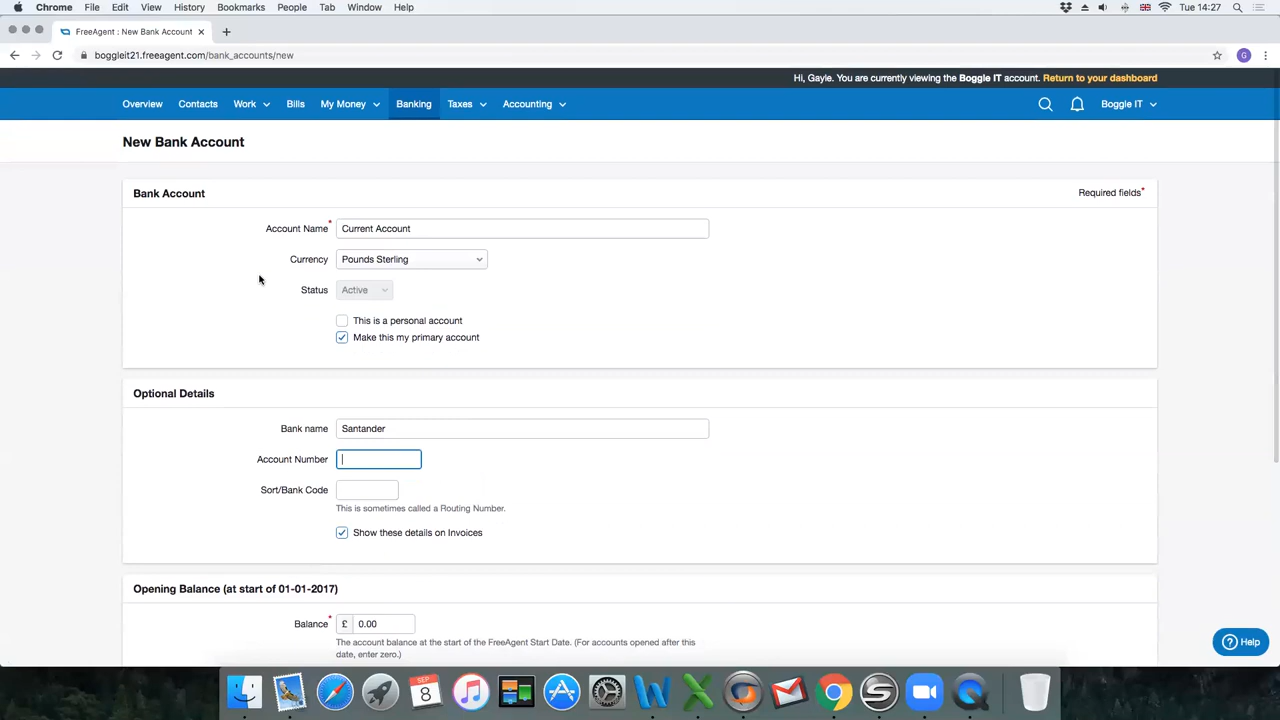 Chrome File Edit View History Bookmarks People Tab Window Help Tue 14:27
FreeAgent : New Bank Account
boggleit21.freeagent.com/bank_accounts/new G
Hi, Gayle. You are currently viewing the Boggle IT account. Return to your dashboard
Overview Contacts Work Bills My Money Banking Taxes Accounting Boggle IT
New Bank Account
Bank Account Required fields*
Account Name * Current Account
Currency Pounds Sterling
Status Active
This is a personal account
Make this my primary account
Optional Details
Bank name Santander
Account Number
Sort/Bank Code
This is sometimes called a Routing Number.
Show these details on Invoices
Opening Balance (at start of 01-01-2017)
Balance * £ 0.00
The account balance at the start of the FreeAgent Start Date. (For accounts opened after this
date, enter zero.)
Help
SEP
8